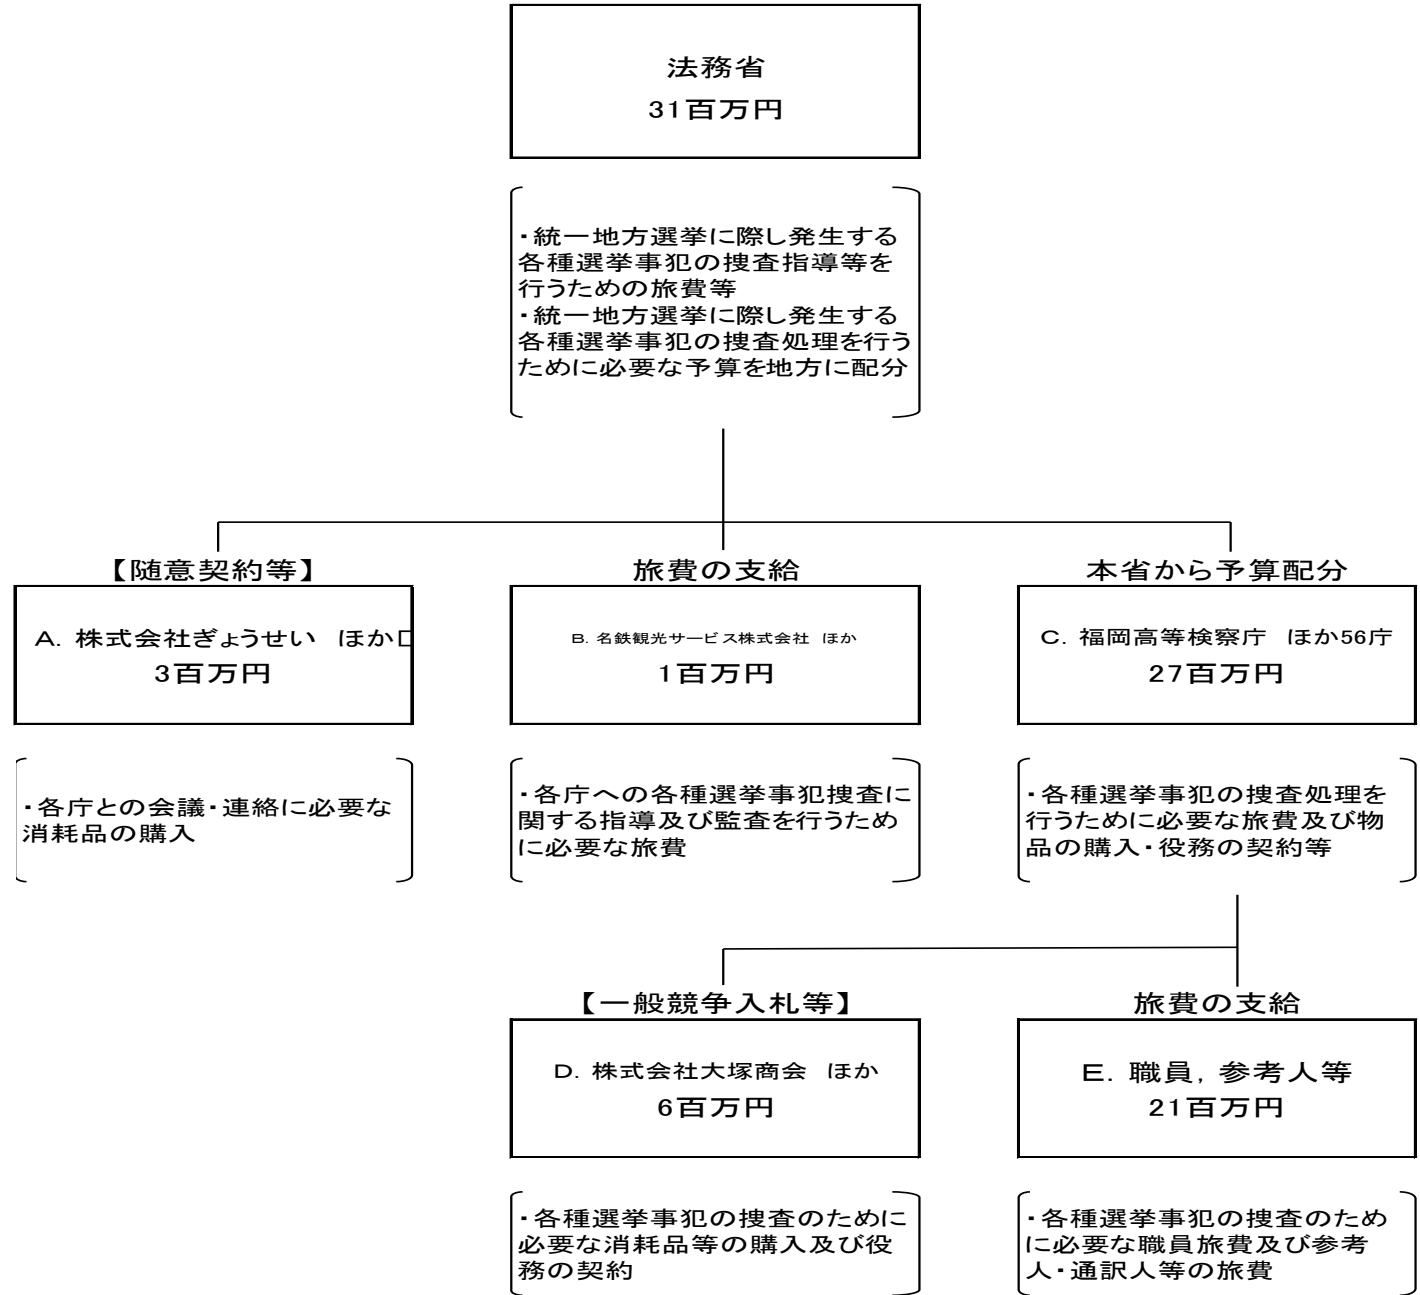 法務省
31百万円
・統一地方選挙に際し発生する
各種選挙事犯の捜査指導等を
行うための旅費等
・統一地方選挙に際し発生する
各種選挙事犯の捜査処理を行う
ために必要な予算を地方に配分
【随意契約等】
A. 株式会社ぎょうせい　ほか
3百万円
・各庁との会議・連絡に必要な
消耗品の購入
旅費の支給
B. 名鉄観光サービス株式会社　ほか
1百万円
・各庁への各種選挙事犯捜査に
関する指導及び監査を行うため
に必要な旅費
本省から予算配分
C. 福岡高等検察庁　ほか56庁
27百万円
・各種選挙事犯の捜査処理を
行うために必要な旅費及び物
品の購入・役務の契約等
【一般競争入札等】
D. 株式会社大塚商会　ほか
6百万円
・各種選挙事犯の捜査のために
必要な消耗品等の購入及び役
務の契約
旅費の支給
E. 職員, 参考人等
21百万円
・各種選挙事犯の捜査のため
に必要な職員旅費及び参考
人・通訳人等の旅費